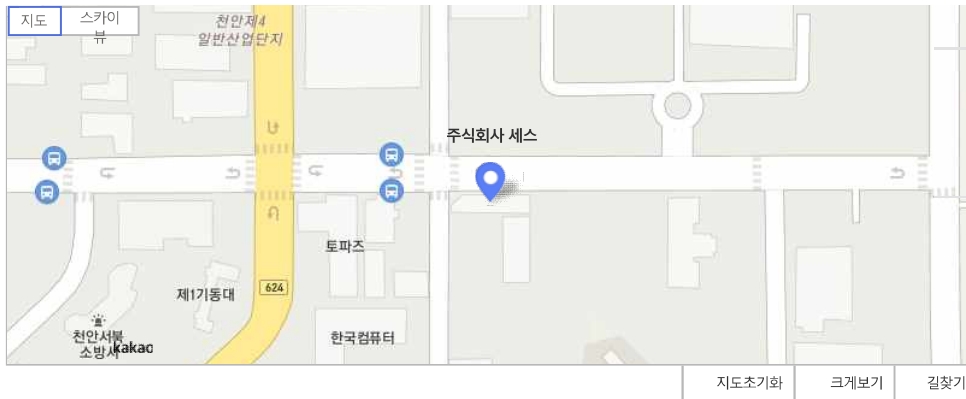 지도
스카이
뷰
천안제4
일반산업단지
주식회사 세스
토파즈
624
제1기동대
천안서북
소방서
kakao
한국컴퓨터
지도초기화
크게보기
길찾기